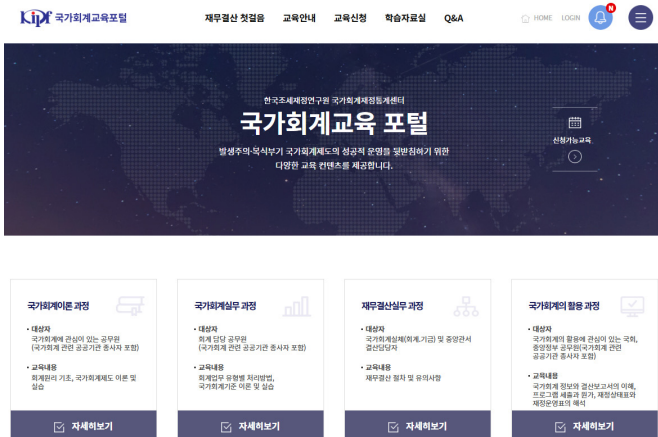 Kipf 국가회계교육포털
재무결산 첫걸음 교육안내 교육신청 학습자료실 Q&A
HOME LOGIN N
한국조세재정연구원 국가회계재정통계센터
국가회계교육 포털
발생주의·복식부기 국가회계제도의 성공적 운영을 뒷받침하기 위한
다양한 교육 컨텐츠를 제공합니다.
신청가능교육
국가회계이론 과정
• 대상자
국가회계에 관심이 있는 공무원
(국가회계 관련 공공기관 종사자 포함)
• 교육내용
회계원리 기초, 국가회계제도 이론 및
실습
자세히보기
국가회계실무 과정
• 대상자
회계 담당 공무원
(국가회계 관련 공공기관 종사자 포함)
• 교육내용
회계업무 유형별 처리방법,
국가회계기준 이론 및 실습
자세히보기
재무결산실무 과정
• 대상자
국가회계실체(회계,기금) 및 중앙관서
결산담당자
• 교육내용
재무결산 절차 및 유의사항
자세히보기
국가회계의 활용 과정
• 대상자
국가회계의 활용에 관심이 있는 국회,
중앙정부 공무원(국가회계 관련
공공기관 종사자 포함)
• 교육내용
국가회계 정보와 결산보고서의 이해,
프로그램 세출과 원가, 재정상태표와
재정운영표의 해석
자세히보기